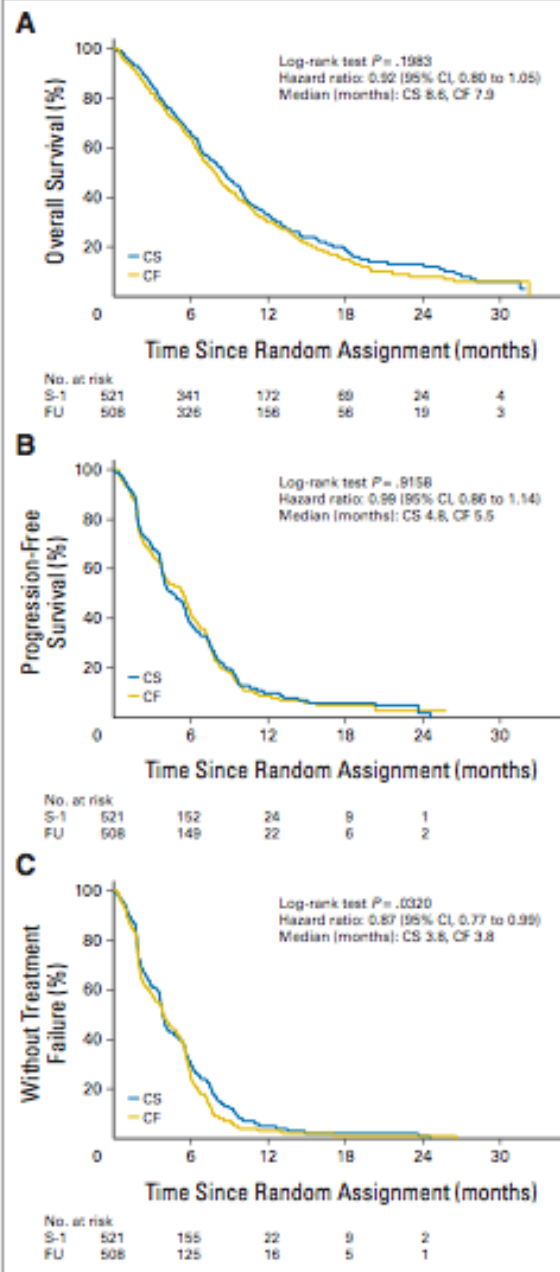 A
Overall Survival (%)
100
80
60
40
20
Log-rank test P = .1983
Hazard ratio: 0.92 (95% CI, 0.80 to 1.05)
Median (months): CS 8.6, CF 7.9
CS
CF
0 6 12 18 24 30
Time Since Random Assignment (months)
No. at risk
S-1 521 341 172 69 24 4
FU 508 326 156 56 19 3
B
Progression-Free
Survival (%)
100
80
60
40
20
Log-rank test P = .9158
Hazard ratio: 0.99 (95% CI, 0.86 to 1.14)
Median (months): CS 4.8, CF 5.5
CS
CF
0 6 12 18 24 30
Time Since Random Assignment (months)
No. at risk
S-1 521 152 24 9 1
FU 508 149 22 6 2
C
Without Treatment
Failure (%)
100
80
60
40
20
Log-rank test P = .0320
Hazard ratio: 0.87 (95% CI, 0.77 to 0.99)
Median (months): CS 3.8, CF 3.8
CS
CF
0 6 12 18 24 30
Time Since Random Assignment (months)
No. at risk
S-1 521 155 22 9 2
FU 508 125 16 5 1